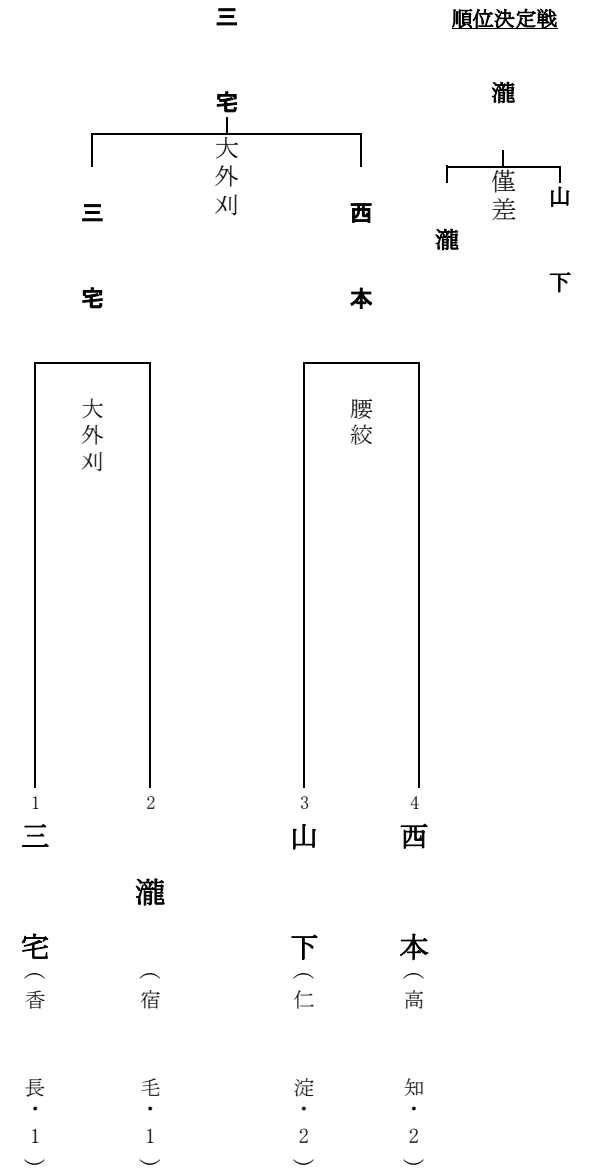 三宅
順位決定戦
瀧
大外刈
僅差
三宅
西本
瀧
山下
大外刈
腰絞
1
三宅（香長・1）
2
瀧（宿毛・1）
3
山下（仁淀・2）
4
西本（高知・2）